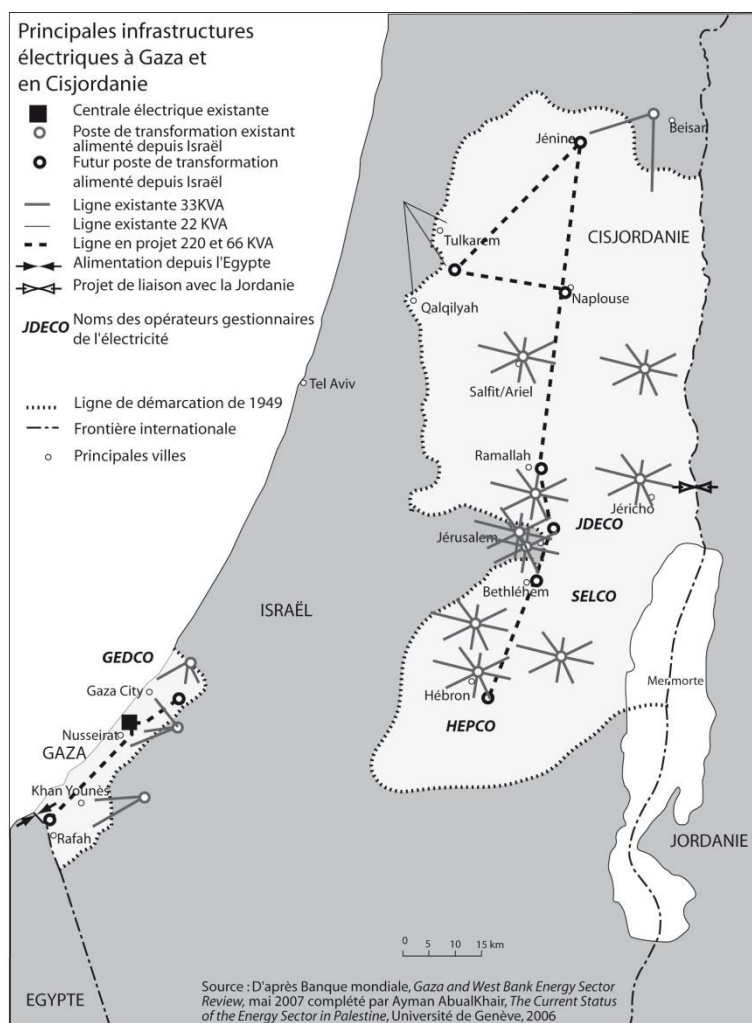 Principales infrastructures
électriques à Gaza et
en Cisjordanie
Centrale électrique existante
Poste de transformation existant
alimenté depuis Israël
Futur poste de transformation
alimenté depuis Israël
Ligne existante 33KVA
Ligne existante 22 KVA
Ligne en projet 220 et 66 KVA
Alimentation depuis l'Egypte
Projet de liaison avec la Jordanie
JDECO Noms des opérateurs gestionnaires
de l'électricité
Ligne de démarcation de 1949
Frontière internationale
Principales villes
Jénine
Beisan
Tulkarem
CISJORDANIE
Qalqilyah
Naplouse
Tel Aviv
Salfit/Ariel
Ramallah
Jéricho
JDECO
Jérusalem
Bethléhem
SELCO
ISRAËL
GEDCO
Gaza City
Mer morte
Hébron
HEPCO
Nusseirat
GAZA
Khan Younès
Rafah
JORDANIE
0 5 10 15 km
EGYPTE
Source : D'après Banque mondiale, Gaza and West Bank Energy Sector
Review, mai 2007 complété par Ayman AbualKhair, The Current Status
of the Energy Sector in Palestine, Université de Genève, 2006